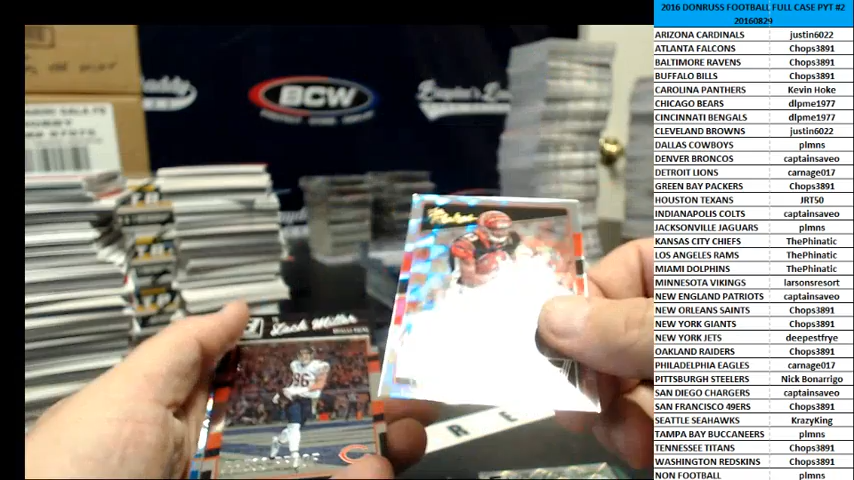 2016 DONRUSS FOOTBALL FULL CASE PYT #2
20160829
ARIZONA CARDINALS justin6022
ATLANTA FALCONS Chops3891
BALTIMORE RAVENS Chops3891
BUFFALO BILLS Chops3891
CAROLINA PANTHERS Kevin Hoke
CHICAGO BEARS dlpme1977
CINCINNATI BENGALS dlpme1977
CLEVELAND BROWNS justin6022
DALLAS COWBOYS plmns
DENVER BRONCOS captainsaveo
DETROIT LIONS carnage017
GREEN BAY PACKERS Chops3891
HOUSTON TEXANS JRT50
INDIANAPOLIS COLTS captainsaveo
JACKSONVILLE JAGUARS plmns
KANSAS CITY CHIEFS ThePhinatic
LOS ANGELES RAMS ThePhinatic
MIAMI DOLPHINS ThePhinatic
MINNESOTA VIKINGS larsonsresort
NEW ENGLAND PATRIOTS captainsaveo
NEW ORLEANS SAINTS Chops3891
NEW YORK GIANTS Chops3891
NEW YORK JETS deepestfrye
OAKLAND RAIDERS Chops3891
PHILADELPHIA EAGLES carnage017
PITTSBURGH STEELERS Nick Bonarrigo
SAN DIEGO CHARGERS captainsaveo
SAN FRANCISCO 49ERS Chops3891
SEATTLE SEAHAWKS KrazyKing
TAMPA BAY BUCCANEERS plmns
TENNESSEE TITANS Chops3891
WASHINGTON REDSKINS Chops3891
NON FOOTBALL plmns
BCW
Zach Miller
86
R E